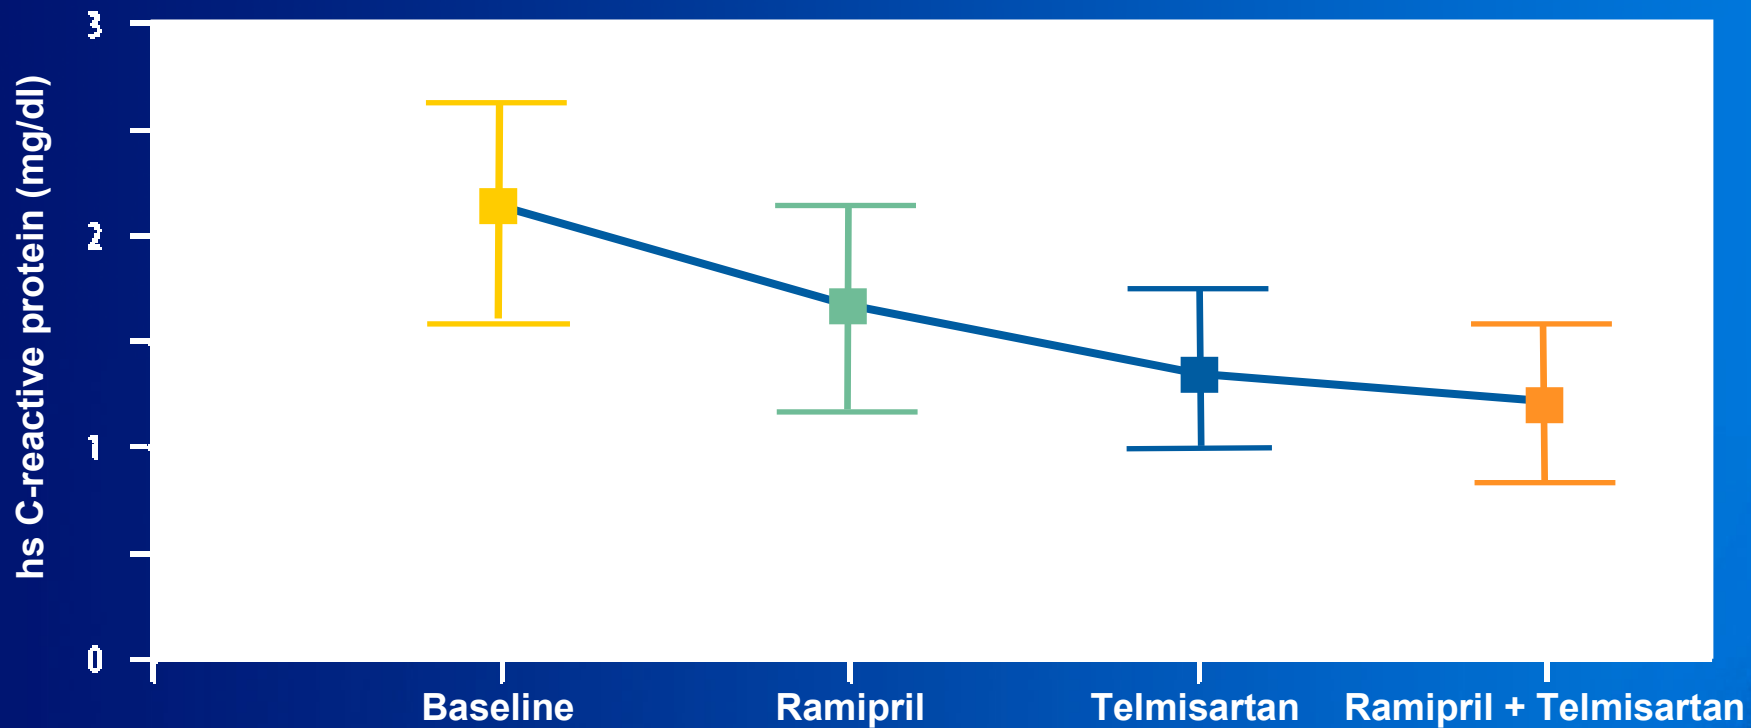 hs C-reactive protein (mg/dl)
3
2
1
0
Baseline
Ramipril
Telmisartan
Ramipril + Telmisartan